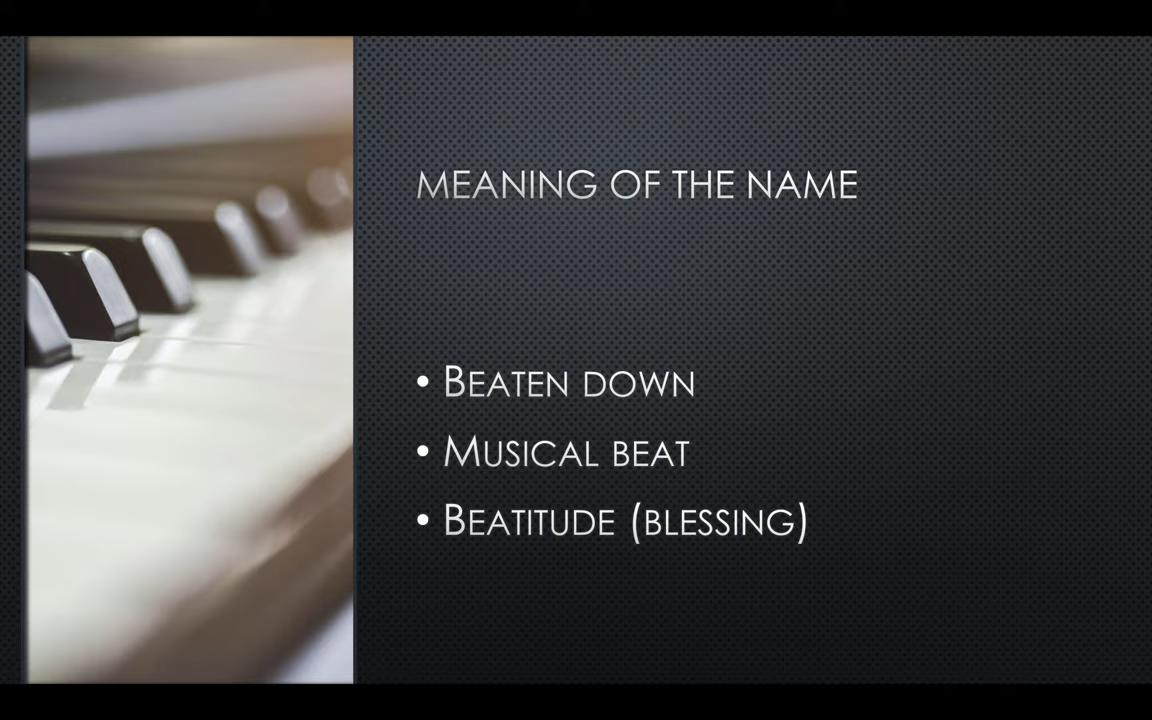 MEANING OF THE NAME
• BEATEN DOWN
• MUSICAL BEAT
• BEATITUDE (BLESSING)